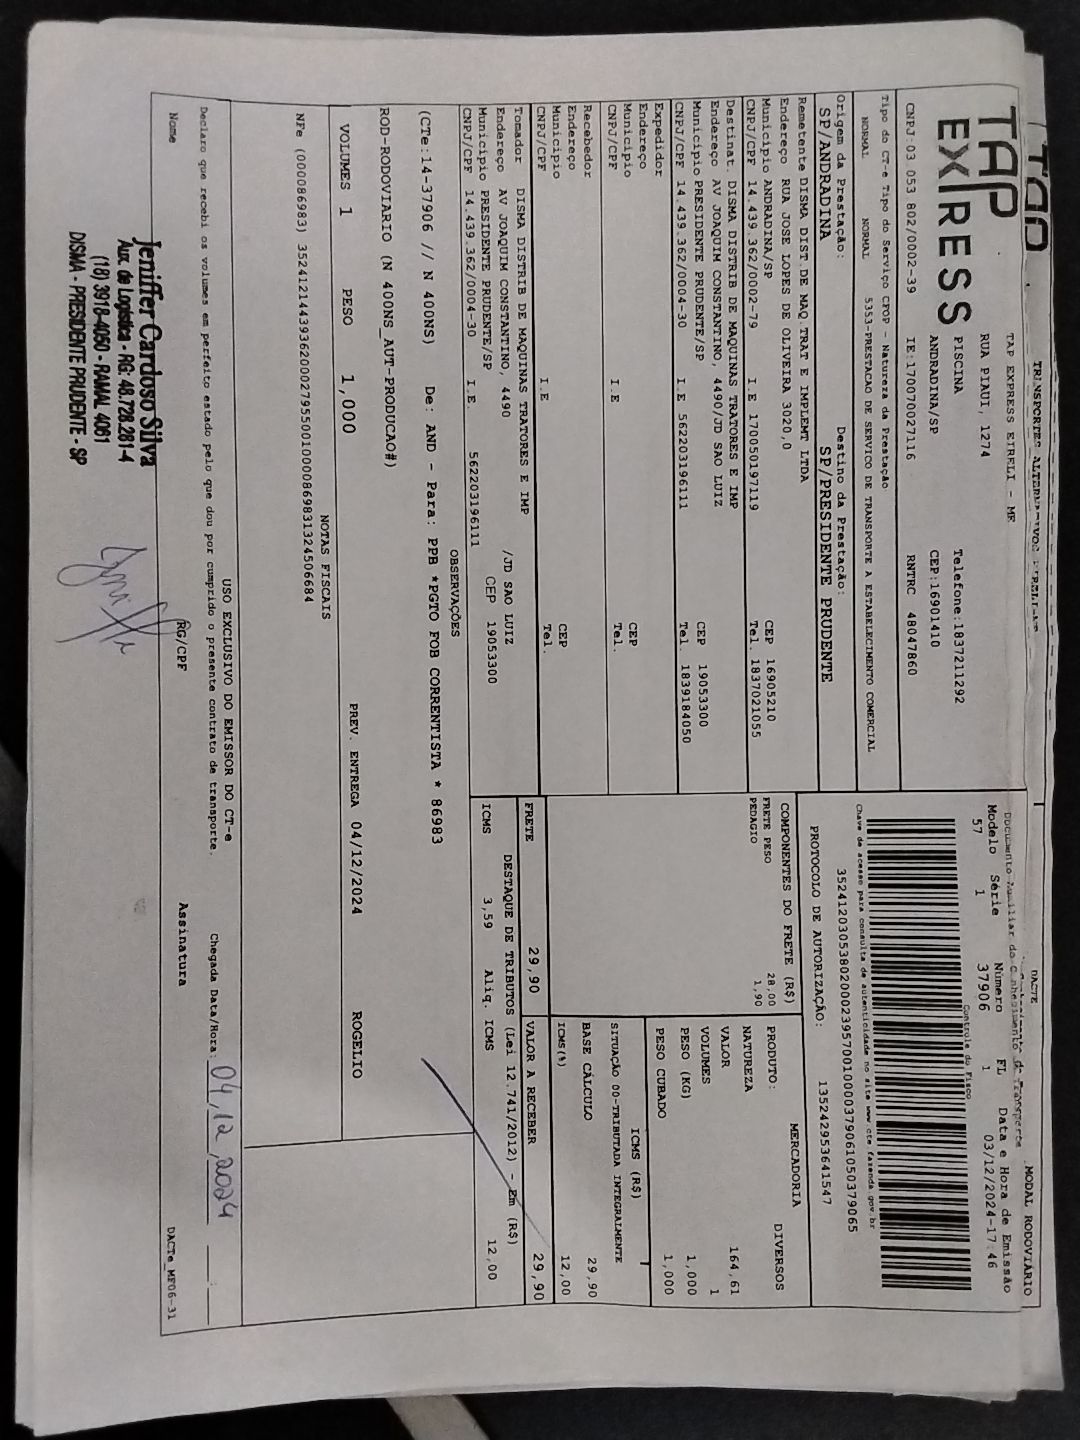 TAP
EXPRESS
TAP EXPRESS EIRELI - ME
RUA PIAUI, 1274
PISCINA
ANDRADINA/SP
Telefone:1837211292
CEP:16901410
CNPJ:03 053 802/0002-39 IE:170070027116 RNTRC 48047860
Tipo do CT-e Tipo do Serviço CFOP - Natureza da Prestação
NORMAL NORMAL 5353-PRESTACAO DE SERVICO DE TRANSPORTE A ESTABELECIMENTO COMERCIAL
Origem da Prestação: Destino da Prestação:
SP/ANDRADINA SP/PRESIDENTE PRUDENTE
Remetente DISMA DIST.DE MAQ.TRAT E IMPLEMT LTDA
Endereço RUA JOSE LOPES DE OLIVEIRA 3020,0
Município ANDRADINA/SP CEP 16905210
CNPJ/CPF 14.439.362/0002-79 I.E 170050197119 Tel. 1837021055
Destinat. DISMA DISTRIB DE MAQUINAS TRATORES E IMP
Endereço AV JOAQUIM CONSTANTINO, 4490/JD SAO LUIZ
Município PRESIDENTE PRUDENTE/SP CEP 19053300
CNPJ/CPF 14.439.362/0004-30 I.E 562203196111 Tel. 1839184050
Expedidor
Endereço
Município CEP
CNPJ/CPF I.E Tel.
Recebedor
Endereço
Município CEP
CNPJ/CPF I.E Tel.
Tomador DISMA DISTRIB DE MAQUINAS TRATORES E IMP
Endereço AV JOAQUIM CONSTANTINO, 4490 /JD SAO LUIZ
Município PRESIDENTE PRUDENTE/SP CEP 19053300
CNPJ/CPF 14.439.362/0004-30 I.E. 562203196111
DACTE
MODAL RODOVIÁRIO
Documento Auxiliar do Conhecimento de Transporte
Modelo Série Número FL Data e Hora de Emissão
57 1 37906 1 03/12/2024-17:46
Controle do Fisco
Chave de acesso para consulta de autenticidade no site www.cte.fazenda.gov.br
35241203053802000239570010000379061050379065
PROTOCOLO DE AUTORIZAÇÃO: 135242953641547
COMPONENTES DO FRETE (R$)
FRETE PESO 28,00
PEDAGIO 1,90
MERCADORIA
PRODUTO: DIVERSOS
NATUREZA
VALOR 164,61
VOLUMES 1
PESO (KG) 1,000
PESO CUBADO 1,000
ICMS (R$)
SITUAÇÃO 00-TRIBUTADA INTEGRALMENTE
BASE CÁLCULO 29,90
ICMS(%) 12,00
FRETE 29,90 VALOR A RECEBER 29,90
DESTAQUE DE TRIBUTOS (Lei 12.741/2012) - Em (R$)
ICMS 3,59 Aliq. ICMS 12,00
OBSERVAÇÕES
(CTe:14-37906 // N 400NS) De: AND - Para: PPB *PGTO FOB CORRENTISTA * 86983
ROD-RODOVIARIO (N 400NS_AUT-PRODUCAO#)
VOLUMES 1 PESO 1,000 PREV. ENTREGA 04/12/2024 ROGELIO
NOTAS FISCAIS
NFe (000086983) 35241214439362000279550010000869831324506684
USO EXCLUSIVO DO EMISSOR DO CT-e
Declaro que recebi os volumes em perfeito estado pelo que dou por cumprido o presente contrato de transporte. Chegada Data/Hora: 04/12/2024
Nome RG/CPF Assinatura
DACTe_MF06-31
Jeniffer Cardoso Silva
Aux. de Logística - RG: 48.728.281-4
(18) 3918-4050 - RAMAL 4061
DISMA - PRESIDENTE PRUDENTE - SP